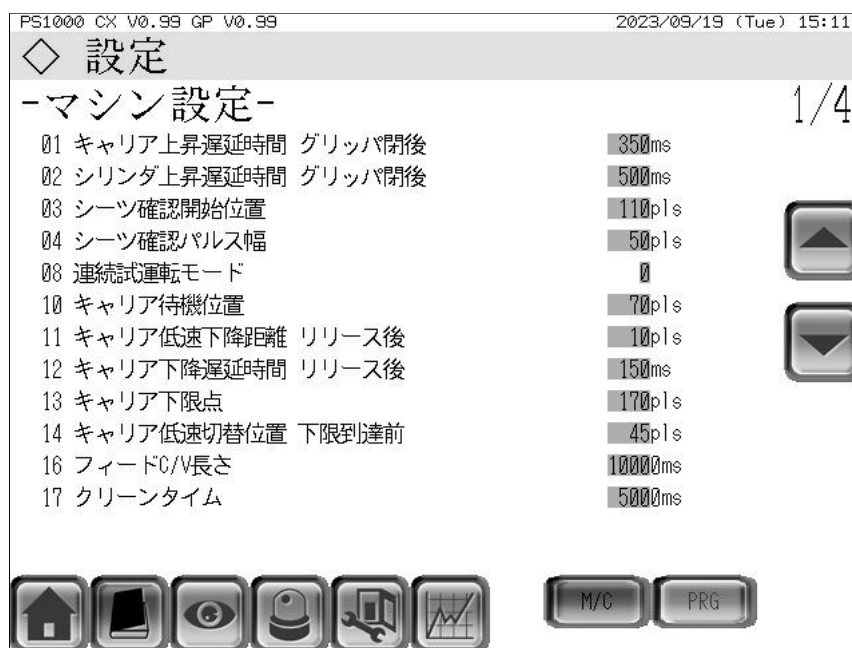 PS1000 CX V0.99 GP V0.99 2023/09/19 (Tue) 15:11
◇ 設定
-マシン設定- 1/4
01 キャリア上昇遅延時間 グリッパ閉後 350ms
02 シリンダ上昇遅延時間 グリッパ閉後 500ms
03 シーツ確認開始位置 110pls
04 シーツ確認パルス幅 50pls
08 連続試運転モード 0
10 キャリア待機位置 70pls
11 キャリア低速下降距離 リリース後 10pls
12 キャリア下降遅延時間 リリース後 150ms
13 キャリア下限点 170pls
14 キャリア低速切替位置 下限到達前 45pls
16 フィードC/V長さ 10000ms
17 クリーンタイム 5000ms
M/C PRG